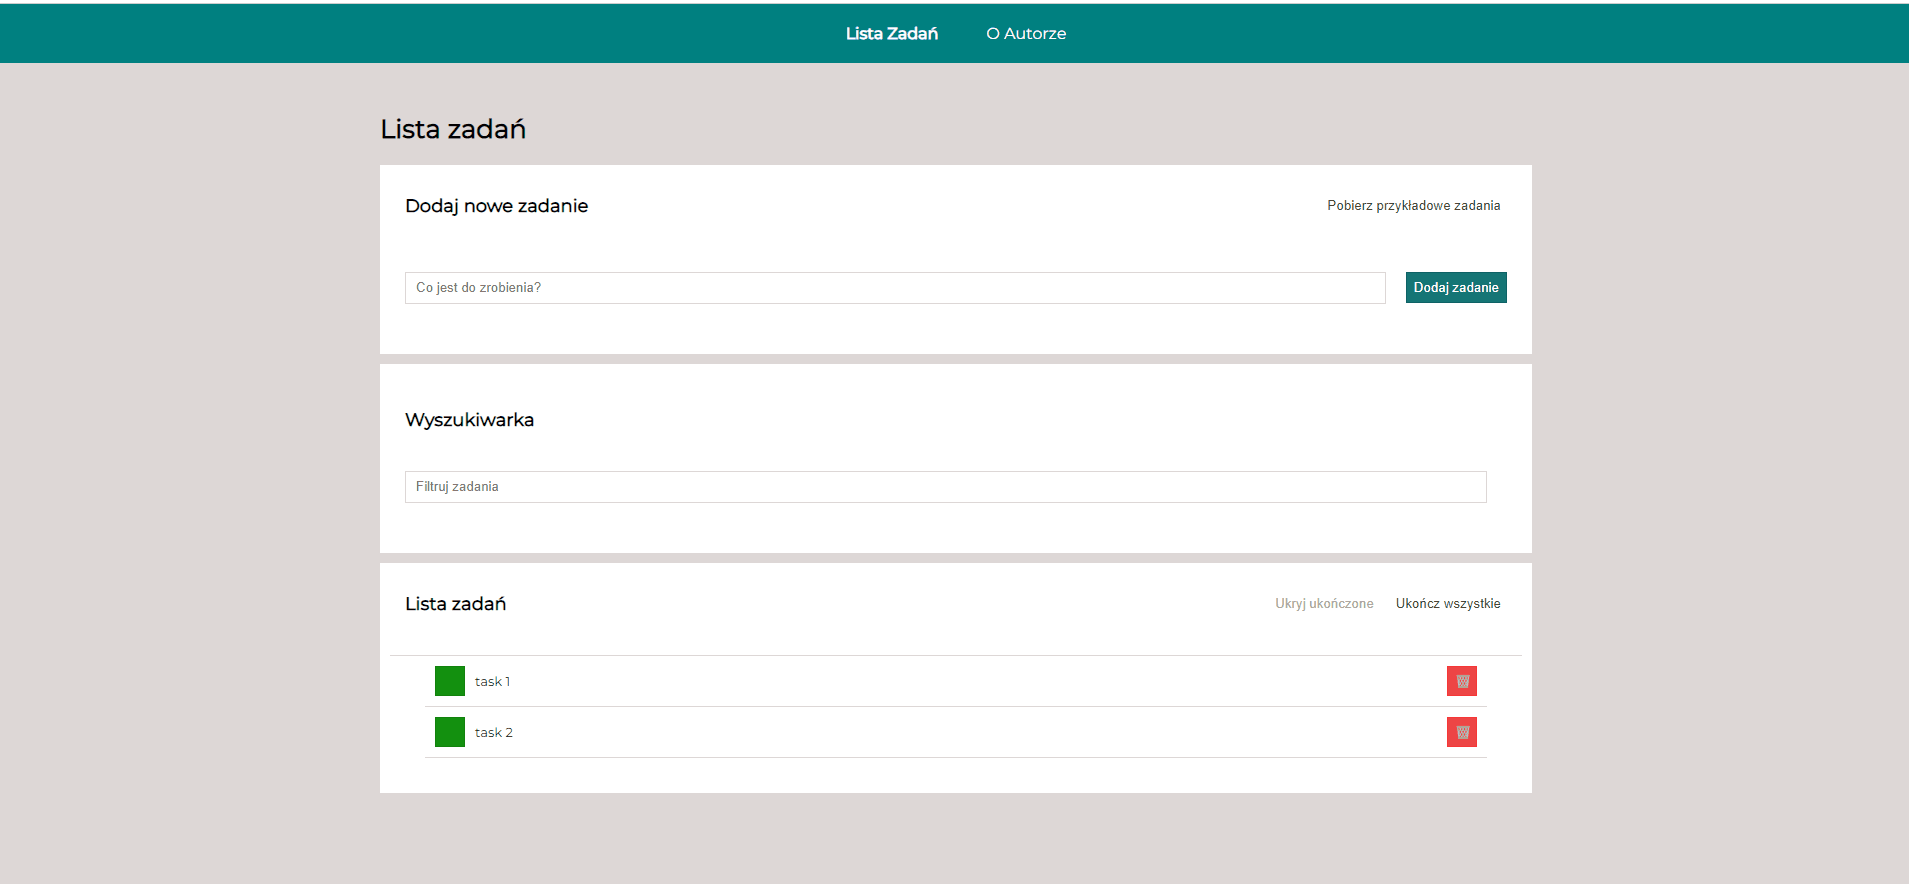 Lista Zadań O Autorze
Lista zadań
Dodaj nowe zadanie Pobierz przykładowe zadania
Co jest do zrobienia? Dodaj zadanie
Wyszukiwarka
Filtruj zadania
Lista zadań Ukryj ukończone Ukończ wszystkie
task 1
task 2